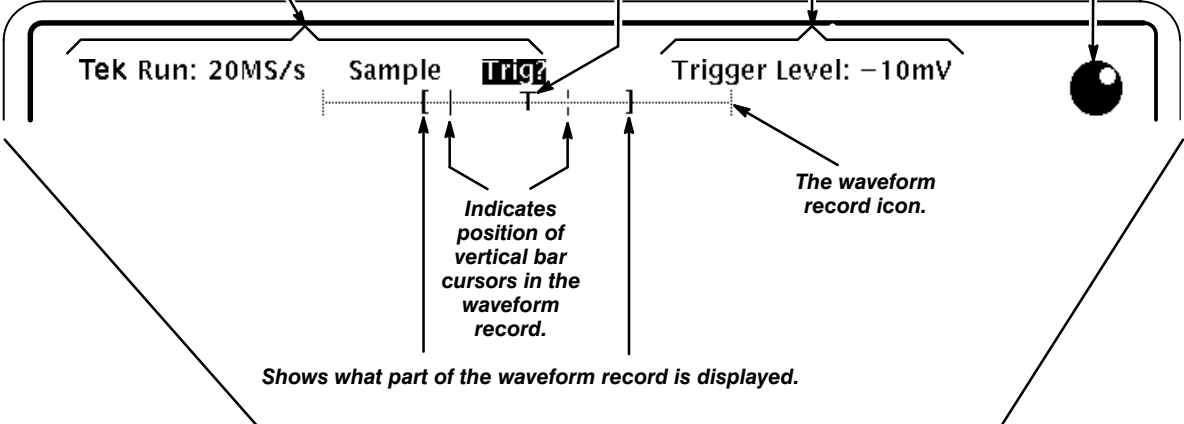 Tek Run: 20MS/s Sample Trig? Trigger Level: −10mV
[ T ]
The waveform
record icon.
Indicates
position of
vertical bar
cursors in the
waveform
record.
Shows what part of the waveform record is displayed.